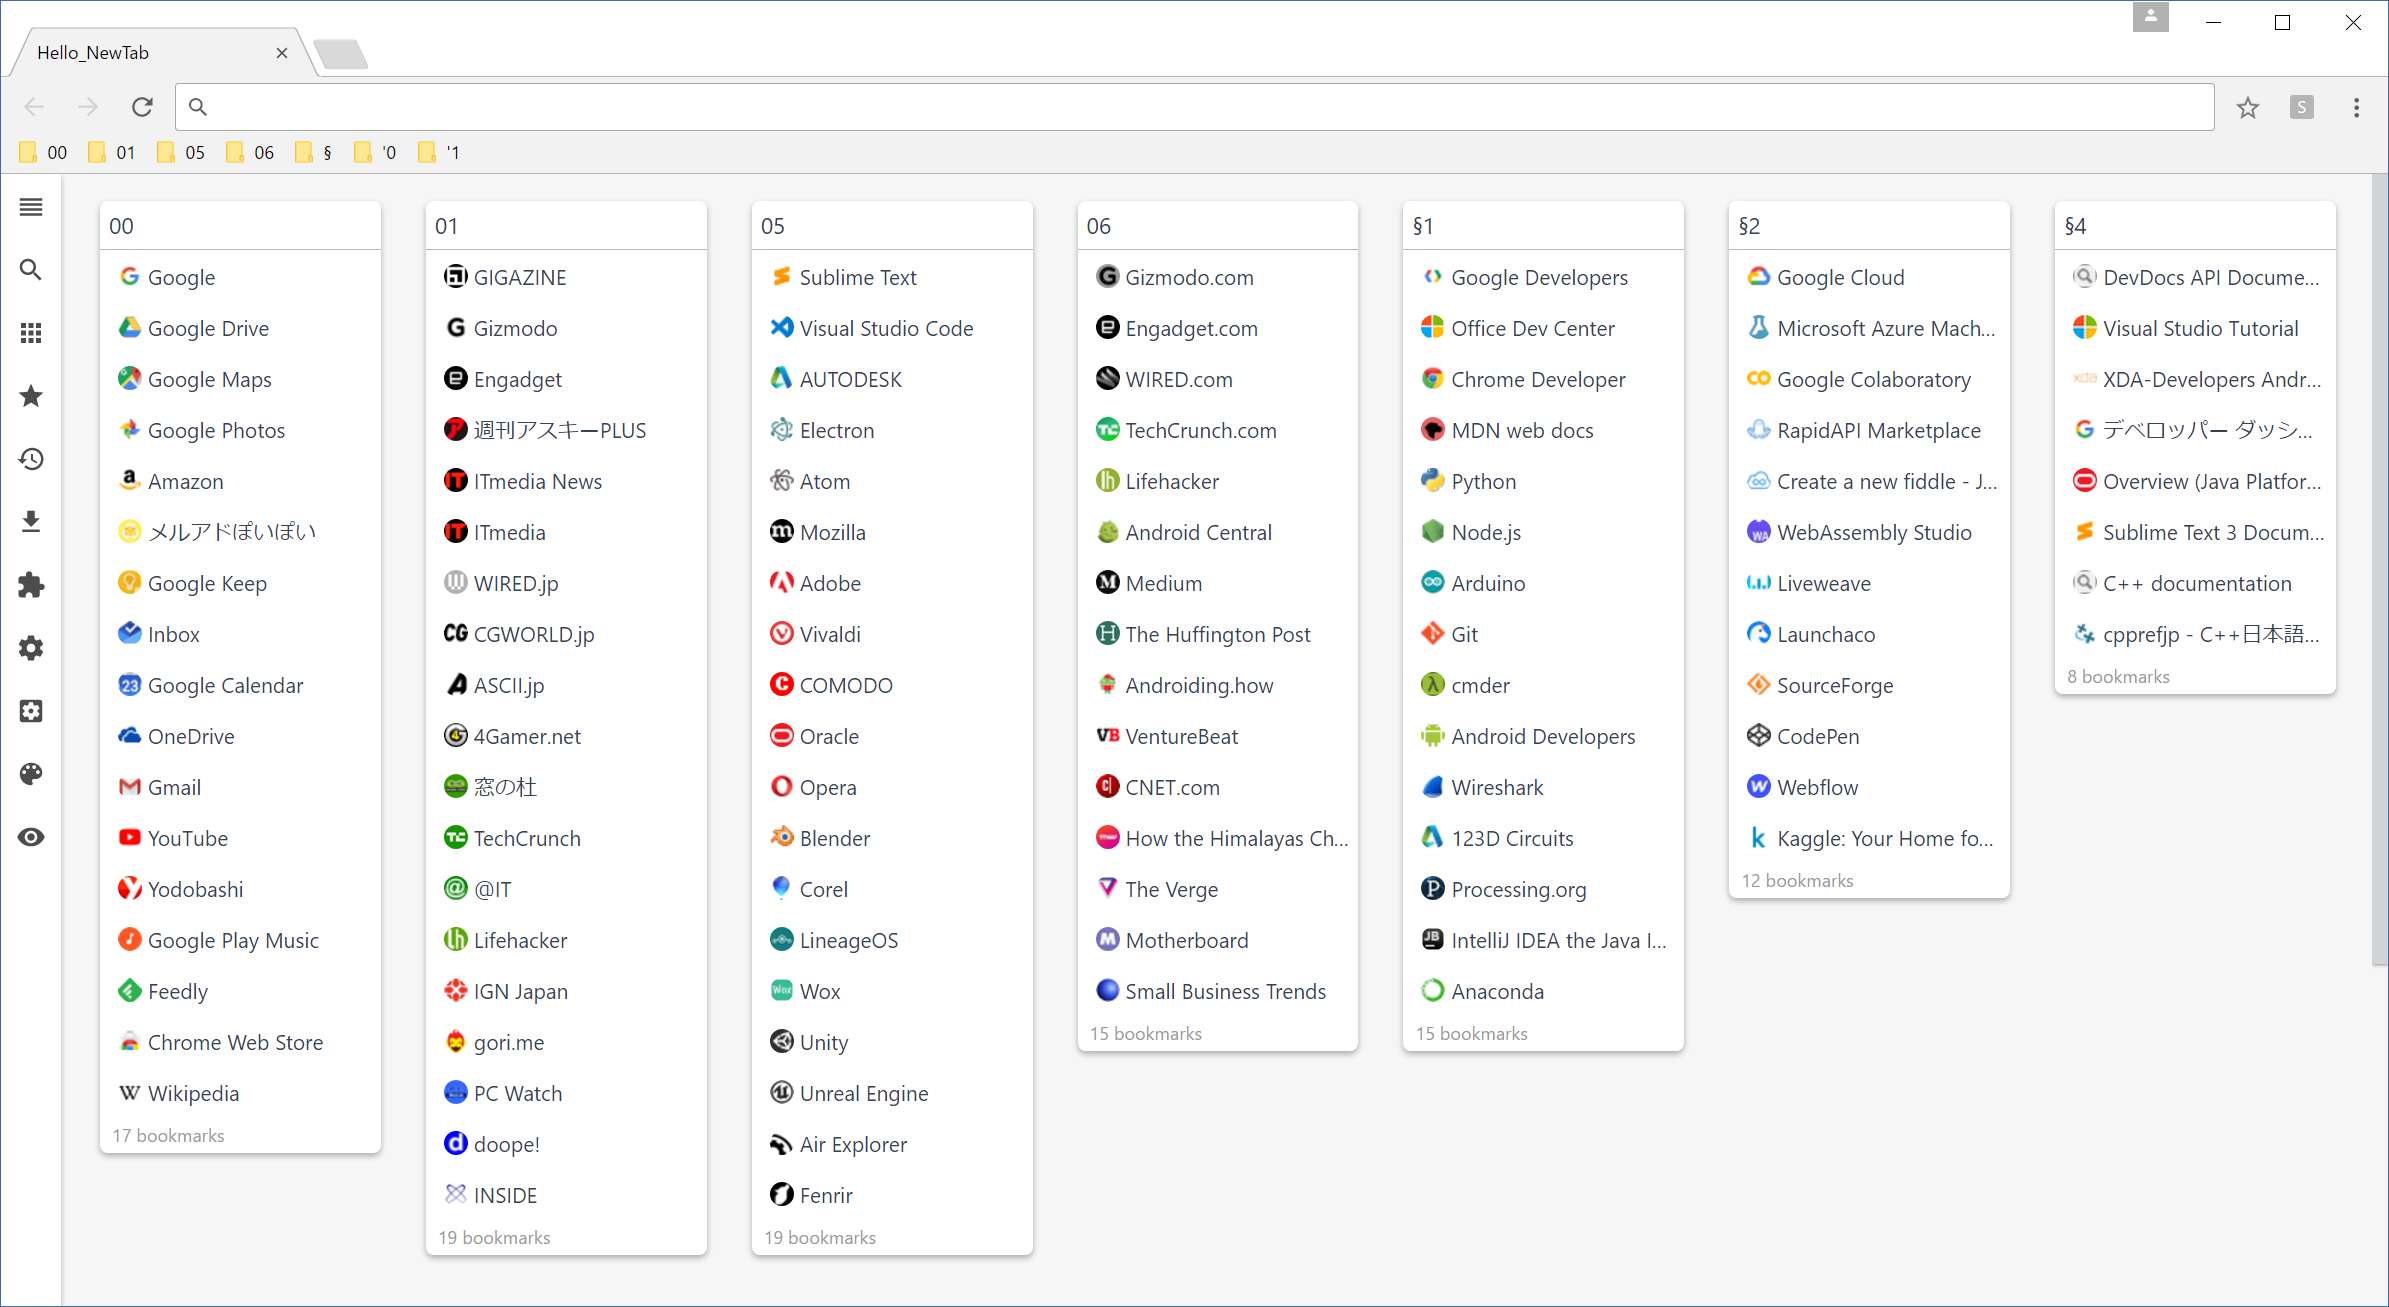 Hello_NewTab
S
00
01
05
06
§
'0
'1
00
Google
Google Drive
Google Maps
Google Photos
Amazon
メルアドぽいぽい
Google Keep
Inbox
Google Calendar
OneDrive
Gmail
YouTube
Yodobashi
Google Play Music
Feedly
Chrome Web Store
Wikipedia
17 bookmarks
01
GIGAZINE
Gizmodo
Engadget
週刊アスキーPLUS
ITmedia News
ITmedia
WIRED.jp
CGWORLD.jp
ASCII.jp
4Gamer.net
窓の杜
TechCrunch
@IT
Lifehacker
IGN Japan
gori.me
PC Watch
doope!
INSIDE
19 bookmarks
05
Sublime Text
Visual Studio Code
AUTODESK
Electron
Atom
Mozilla
Adobe
Vivaldi
COMODO
Oracle
Opera
Blender
Corel
LineageOS
Wox
Unity
Unreal Engine
Air Explorer
Fenrir
19 bookmarks
06
Gizmodo.com
Engadget.com
WIRED.com
TechCrunch.com
Lifehacker
Android Central
Medium
The Huffington Post
Androiding.how
VentureBeat
CNET.com
How the Himalayas Ch...
The Verge
Motherboard
Small Business Trends
15 bookmarks
§1
Google Developers
Office Dev Center
Chrome Developer
MDN web docs
Python
Node.js
Arduino
Git
cmder
Android Developers
Wireshark
123D Circuits
Processing.org
IntelliJ IDEA the Java I...
Anaconda
15 bookmarks
§2
Google Cloud
Microsoft Azure Mach...
Google Colaboratory
RapidAPI Marketplace
Create a new fiddle - J...
WebAssembly Studio
Liveweave
Launchaco
SourceForge
CodePen
Webflow
Kaggle: Your Home fo...
12 bookmarks
§4
DevDocs API Docume...
Visual Studio Tutorial
XDA-Developers Andr...
デベロッパー ダッシ...
Overview (Java Platfor...
Sublime Text 3 Docum...
C++ documentation
cpprefjp - C++日本語...
8 bookmarks